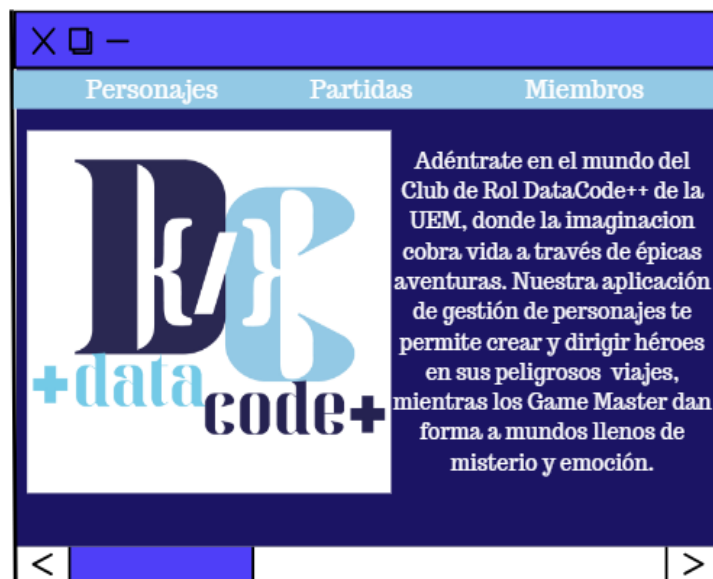 Personajes Partidas Miembros
DC
{/}
+data
code+
Adéntrate en el mundo del
Club de Rol DataCode++ de la
UEM, donde la imaginacion
cobra vida a través de épicas
aventuras. Nuestra aplicación
de gestión de personajes te
permite crear y dirigir héroes
en sus peligrosos viajes,
mientras los Game Master dan
forma a mundos llenos de
misterio y emoción.